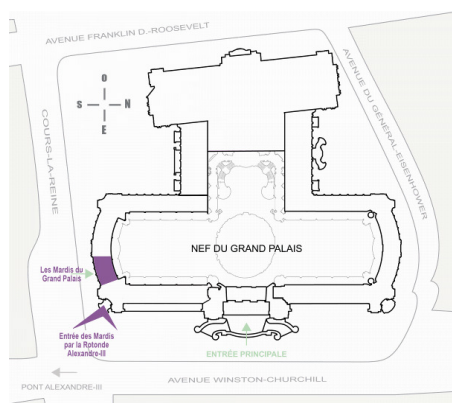 AVENUE FRANKLIN D.-ROOSEVELT
AVENUE DU GÉNÉRAL-EISENHOWER
O
S N
E
COURS-LA-REINE
NEF DU GRAND PALAIS
Les Mardis du
Grand Palais
Entrée des Mardis
par la Rotonde
Alexandre-III
ENTRÉE PRINCIPALE
AVENUE WINSTON-CHURCHILL
PONT ALEXANDRE-III